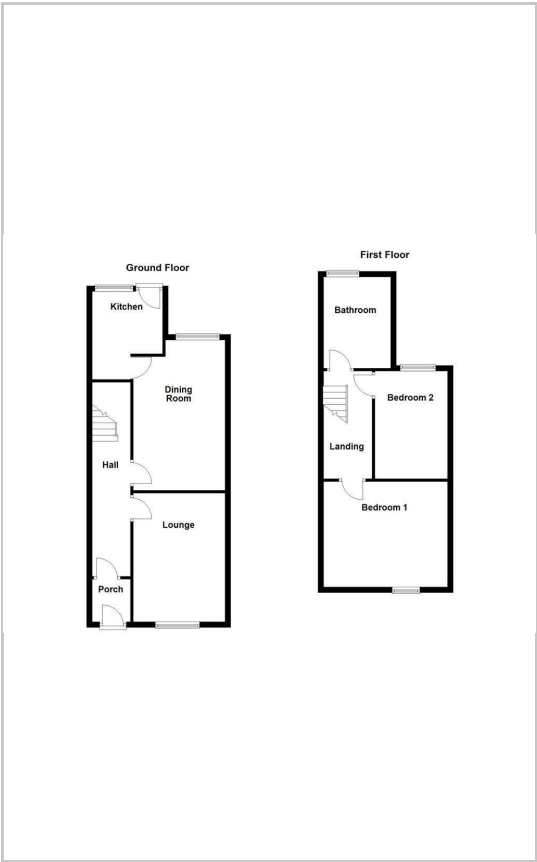 Ground Floor
Kitchen
Dining
Room
Hall
Lounge
Porch
First Floor
Bathroom
Bedroom 2
Landing
Bedroom 1